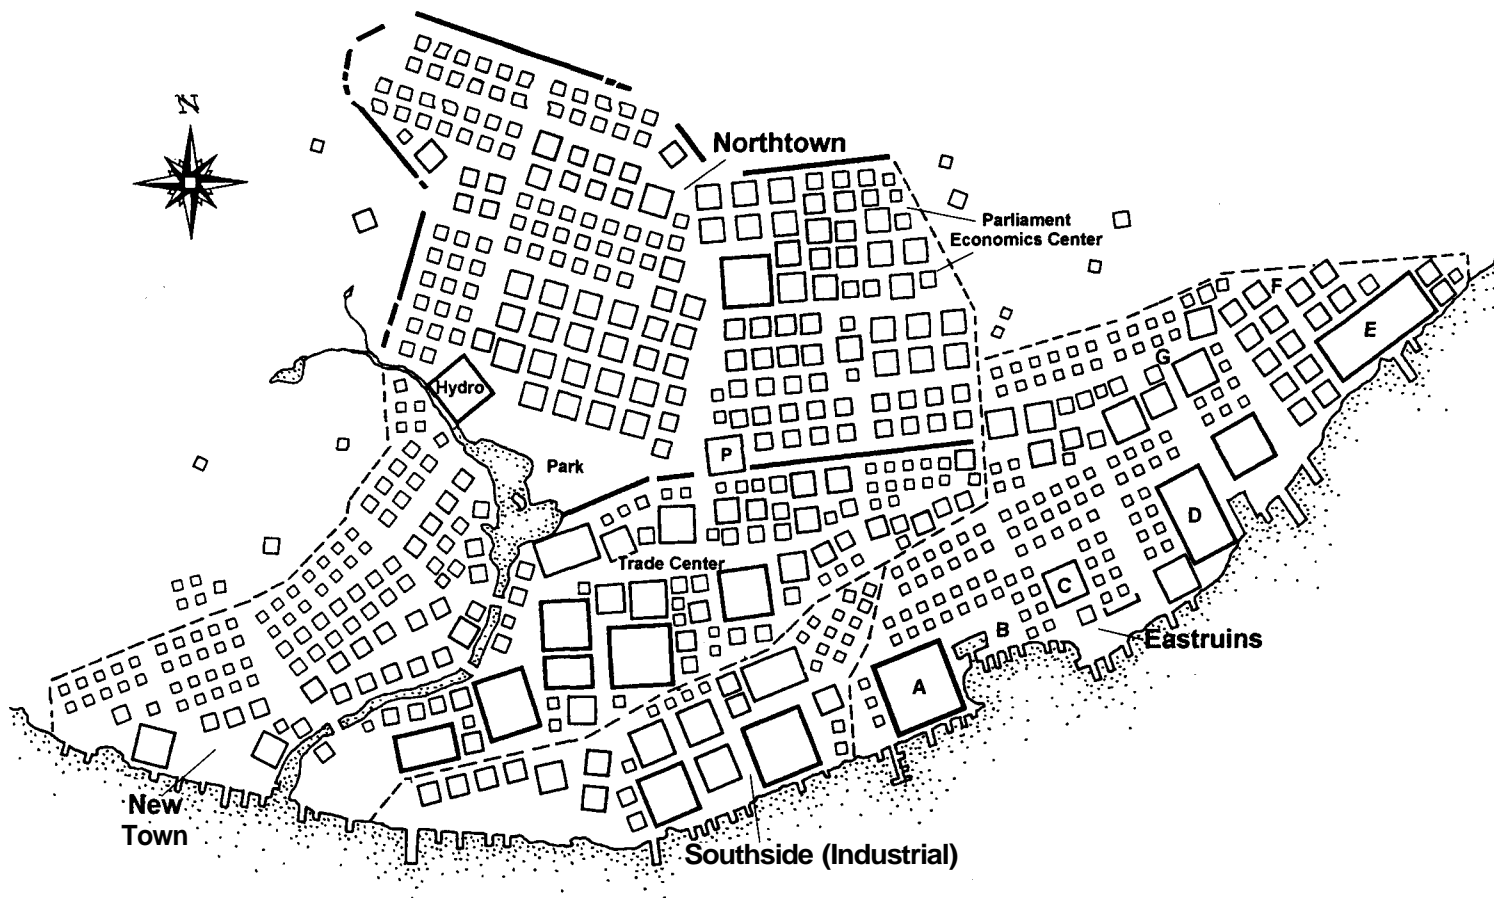 N
Northtown
Parliament
Economics Center
F
E
G
Hydro
P
Park
D
Trade Center
C
B
Eastruins
A
New
Town
Southside (Industrial)